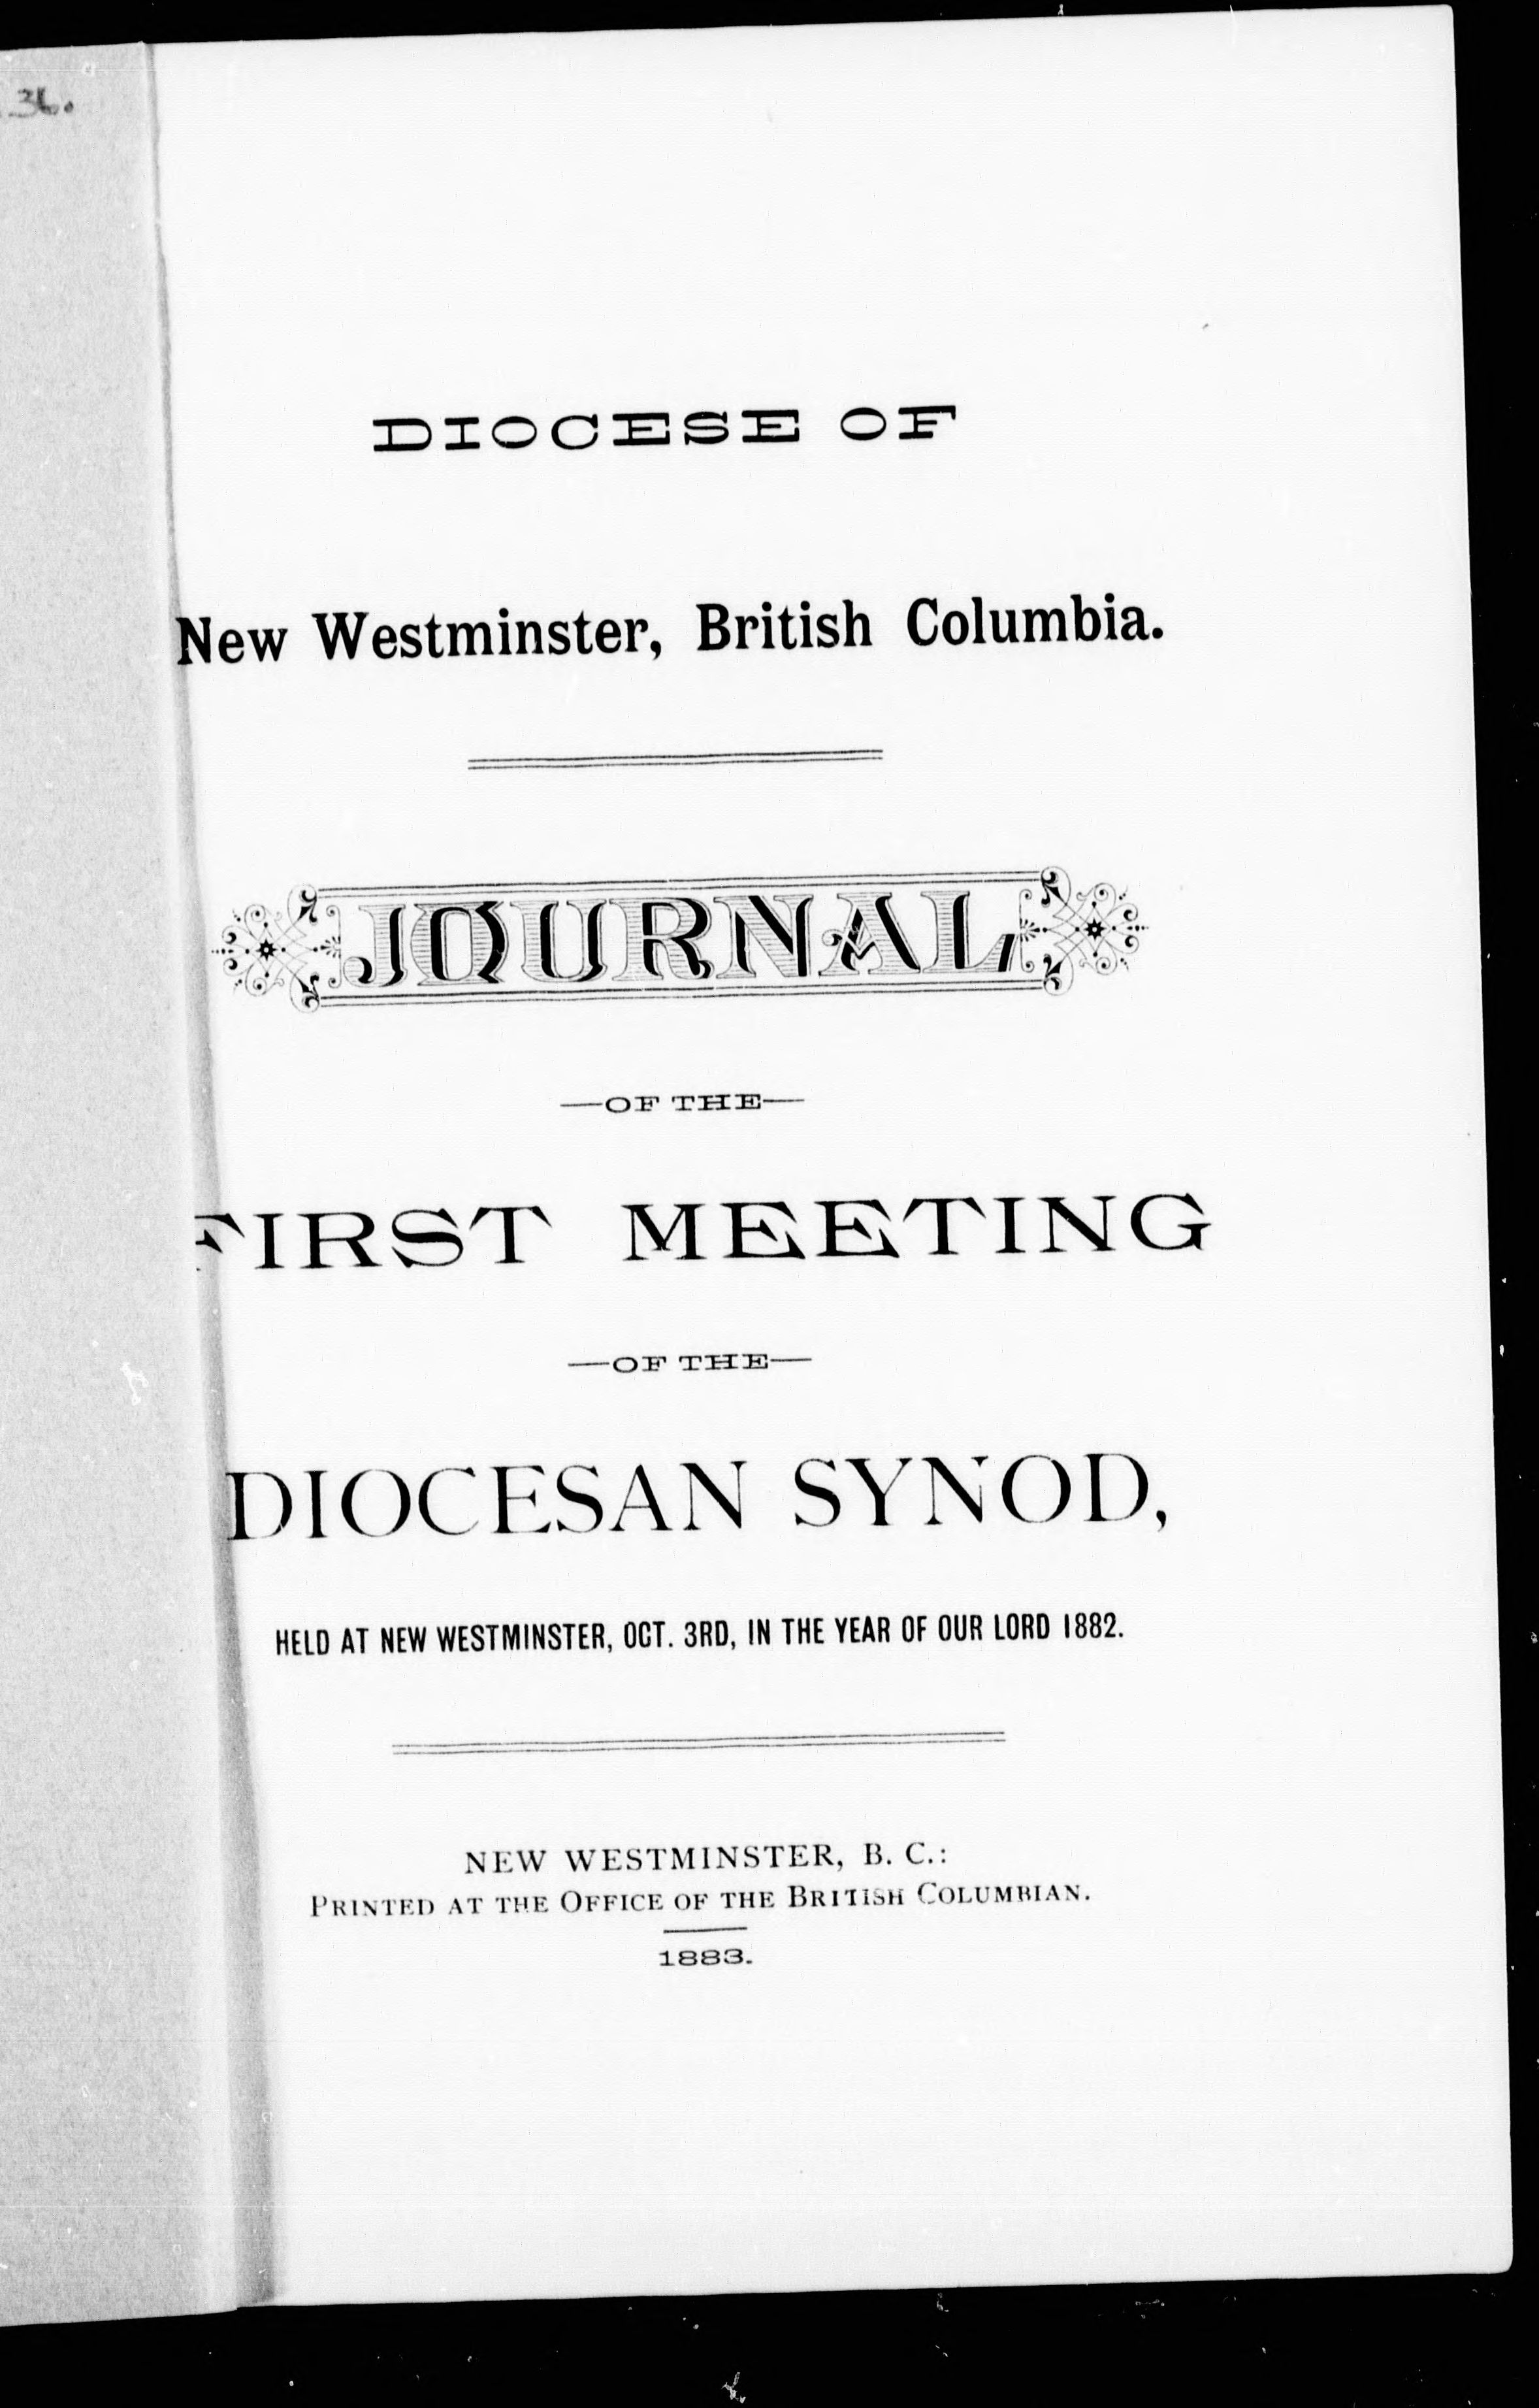 36.
DIOCESE OF
New Westminster, British Columbia.
JOURNAL
—OF THE—
FIRST MEETING
—OF THE—
DIOCESAN SYNOD,
HELD AT NEW WESTMINSTER, OCT. 3RD, IN THE YEAR OF OUR LORD 1882.
NEW WESTMINSTER, B. C.:
PRINTED AT THE OFFICE OF THE BRITISH COLUMBIAN.
1883.